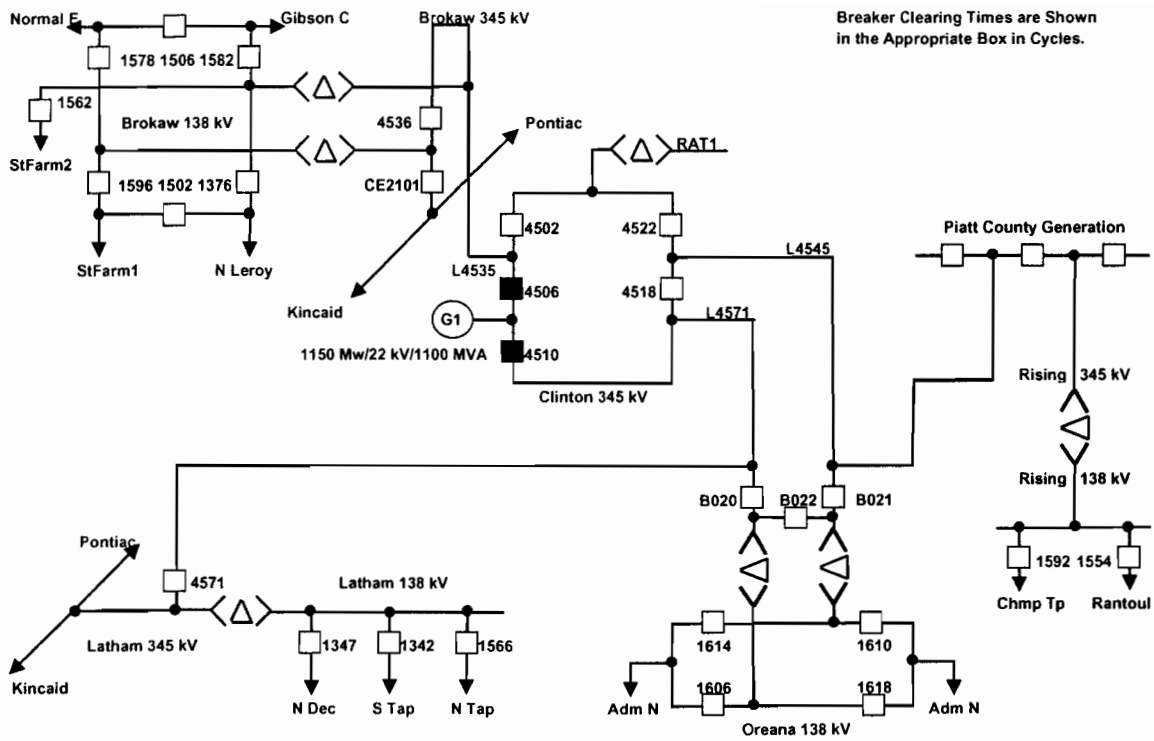 Normal E
Gibson C
Brokaw 345 kV
Breaker Clearing Times are Shown
in the Appropriate Box in Cycles.
1578 1506 1582
1562
Brokaw 138 kV
4536
Pontiac
StFarm2
RAT1
1596 1502 1376
CE2101
4502
4522
Piatt County Generation
StFarm1
N Leroy
L4535
L4545
4506
4518
Kincaid
G1
L4571
1150 Mw/22 kV/1100 MVA
4510
Clinton 345 kV
Rising
345 kV
Rising
138 kV
B020
B022
B021
Pontiac
4571
Latham 138 kV
1592
1554
Chmp Tp
Rantoul
Latham 345 kV
1347
1342
1566
1614
1610
Kincaid
1606
1618
N Dec
S Tap
N Tap
Adm N
Adm N
Oreana 138 kV